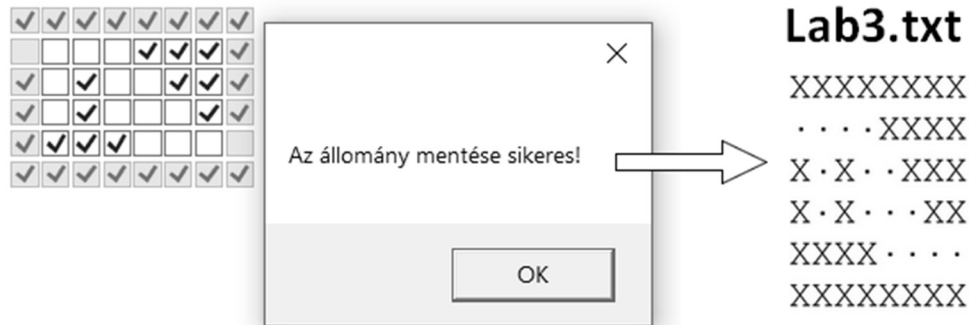 Az állomány mentése sikeres!
OK
Lab3.txt
XXXXXXXX
····XXXX
X·X··XXX
X·X···XX
XXXX····
XXXXXXXX